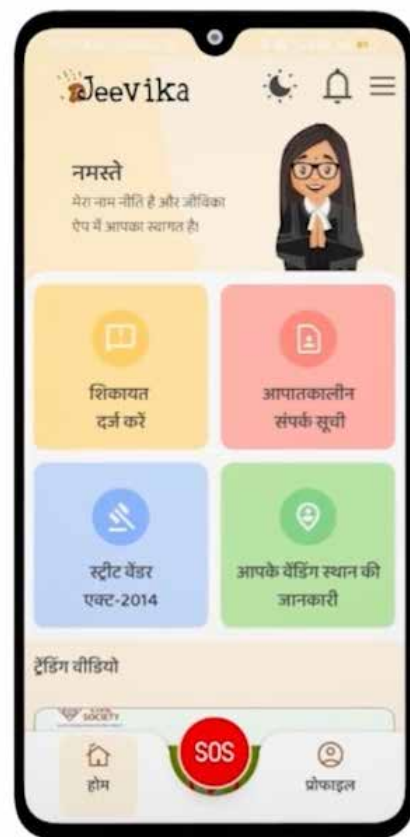 Jeevika
नमस्ते
मेरा नाम नीति है और जीविका
ऐप में आपका स्वागत है।
शिकायत
दर्ज करें
आपातकालीन
संपर्क सूची
स्ट्रीट वेंडर
एक्ट-2014
आपके वेंडिंग स्थान की
जानकारी
ट्रेंडिंग वीडियो
CIVIL
SOCIETY
होम
SOS
प्रोफाइल